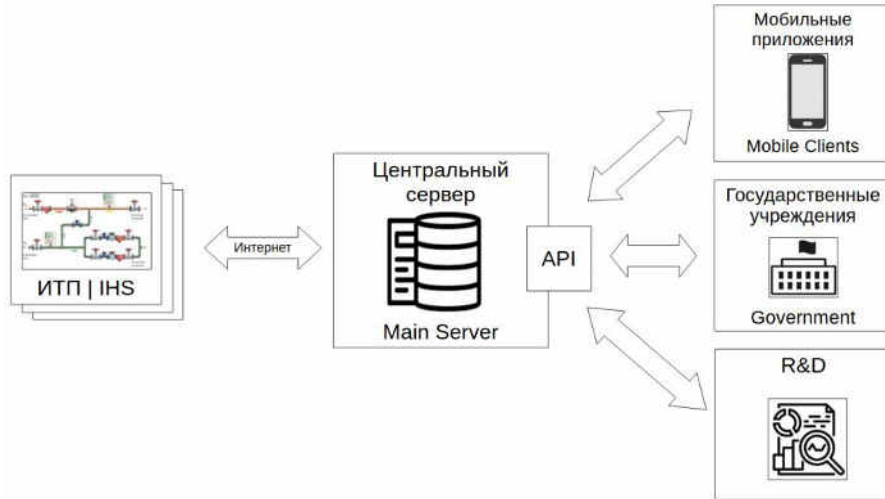 ИТП | IHS
Интернет
Центральный
сервер
Main Server
API
Мобильные
приложения
Mobile Clients
Государственные
учреждения
Government
R&D